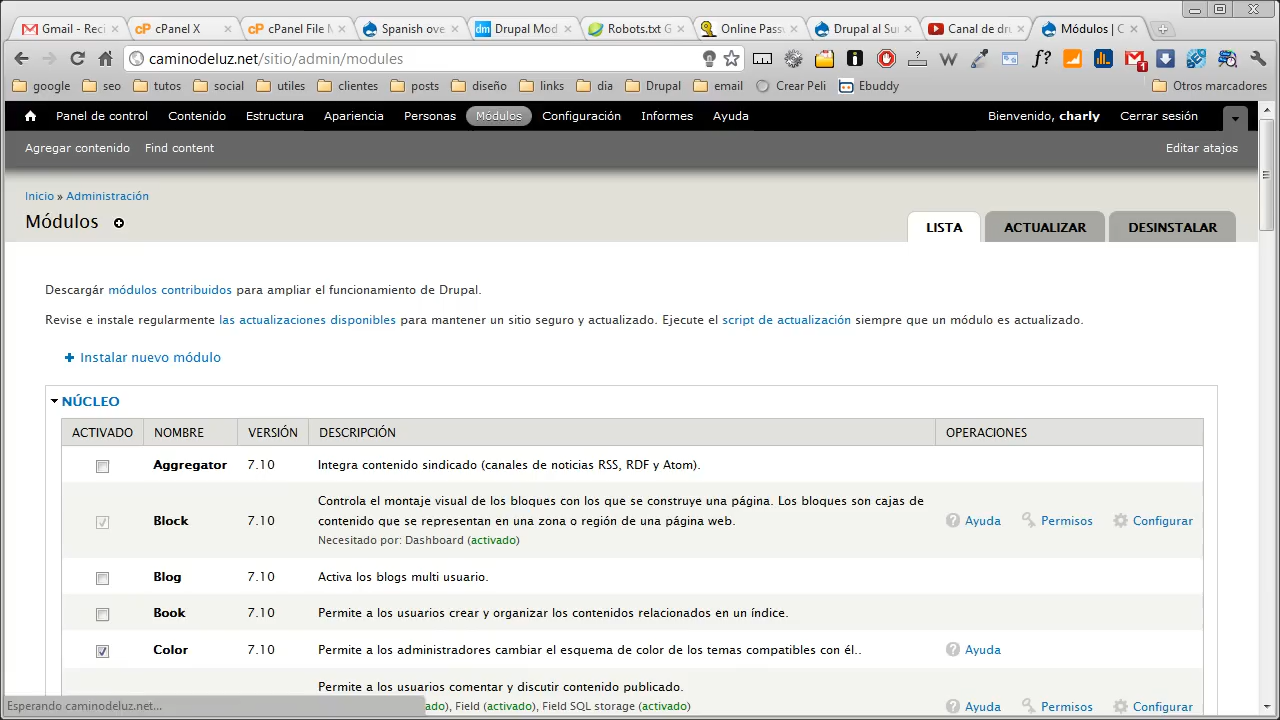 Gmail - Reci
cPanel X
cPanel File M
Spanish ove
Drupal Mod
Robots.txt G
Online Pass
Drupal al Su
Canal de dru
Módulos | C
caminodeluz.net/sitio/admin/modules
google
seo
tutos
social
utiles
clientes
posts
diseño
links
dia
Drupal
email
Crear Peli
Ebuddy
Otros marcadores
Panel de control
Contenido
Estructura
Apariencia
Personas
Módulos
Configuración
Informes
Ayuda
Bienvenido, charly
Cerrar sesión
Agregar contenido
Find content
Editar atajos
Inicio » Administración
Módulos
LISTA
ACTUALIZAR
DESINSTALAR
Descargár módulos contribuidos para ampliar el funcionamiento de Drupal.
Revise e instale regularmente las actualizaciones disponibles para mantener un sitio seguro y actualizado. Ejecute el script de actualización siempre que un módulo es actualizado.
+ Instalar nuevo módulo
NÚCLEO
ACTIVADO NOMBRE VERSIÓN DESCRIPCIÓN OPERACIONES
Aggregator 7.10 Integra contenido sindicado (canales de noticias RSS, RDF y Atom).
Controla el montaje visual de los bloques con los que se construye una página. Los bloques son cajas de
Block 7.10 contenido que se representan en una zona o región de una página web. Ayuda Permisos Configurar
Necesitado por: Dashboard (activado)
Blog 7.10 Activa los blogs multi usuario.
Book 7.10 Permite a los usuarios crear y organizar los contenidos relacionados en un índice.
Color 7.10 Permite a los administradores cambiar el esquema de color de los temas compatibles con él.. Ayuda
Permite a los usuarios comentar y discutir contenido publicado.
Esperando caminodeluz.net... ado), Field (activado), Field SQL storage (activado) Ayuda Permisos Configurar